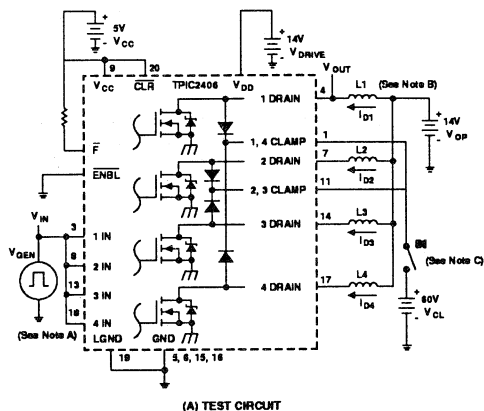 5V
VCC
14V
VDRIVE
9
20
VCC
CLR
TPIC2406
VDD
VOUT
1 DRAIN
4
L1
(See Note B)
ID1
14V
VOP
F
1, 4 CLAMP
1
2 DRAIN
7
L2
ID2
ENBL
2, 3 CLAMP
11
VIN
3 DRAIN
14
L3
ID3
3
1 IN
VGEN
8
2 IN
(See Note C)
13
3 IN
4 DRAIN
17
L4
ID4
60V
VCL
18
4 IN
(See Note A)
LGND
GND
19
5, 6, 15, 16
(A) TEST CIRCUIT